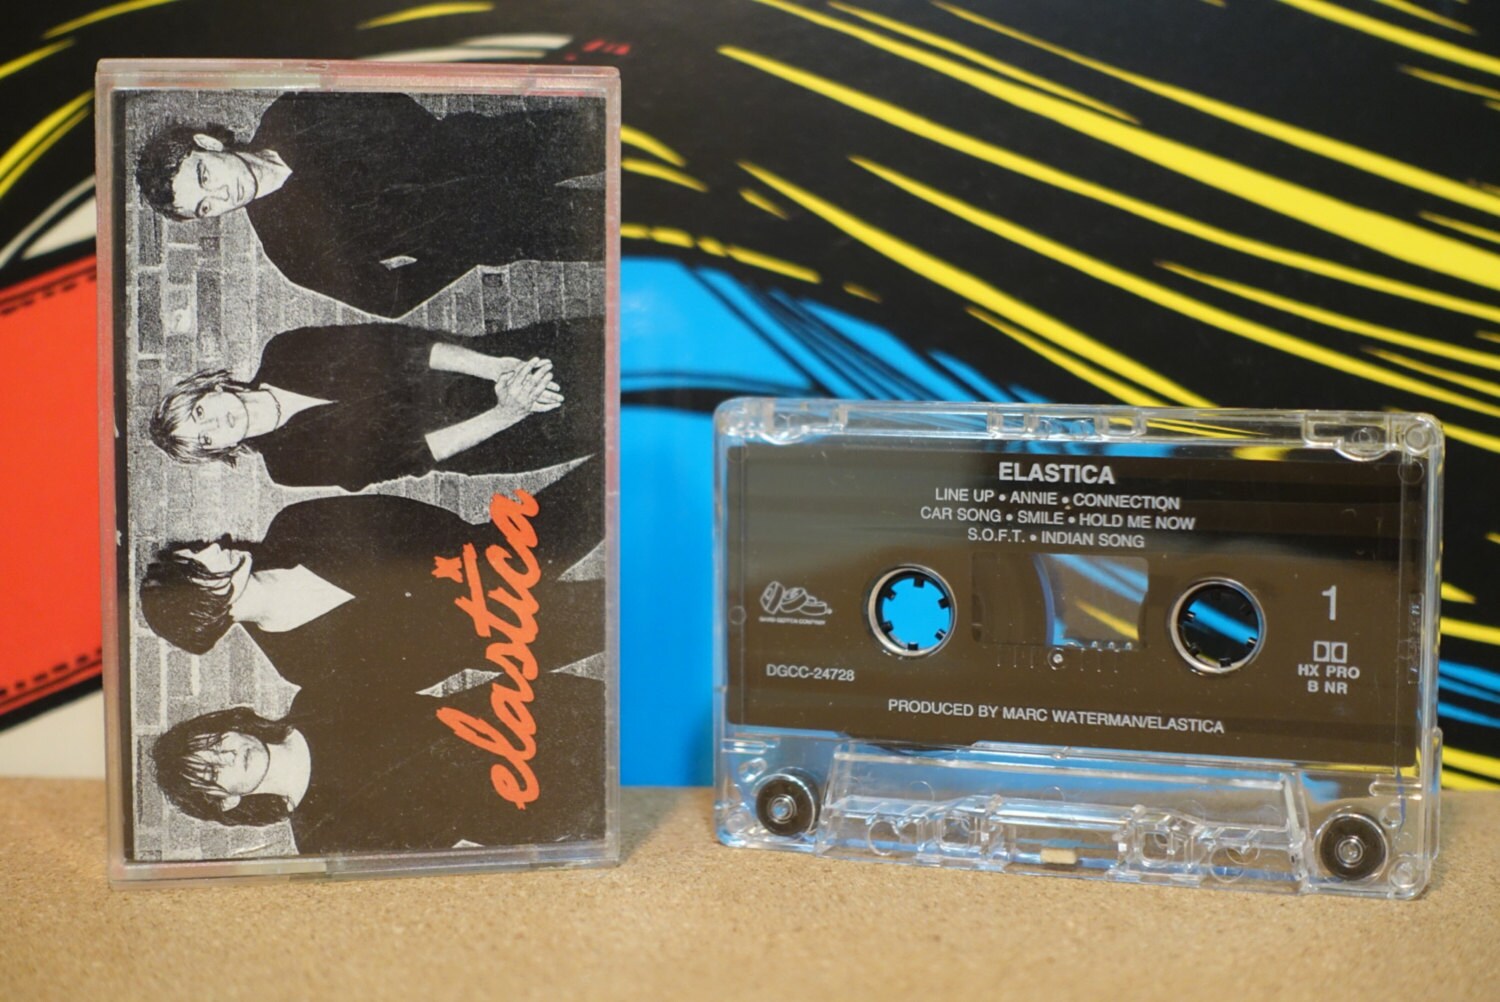 elastica
ELASTICA
LINE UP • ANNIE • CONNECTION
CAR SONG • SMILE • HOLD ME NOW
S.O.F.T. • INDIAN SONG
1
DGCC-24728
HX PRO
B NR
PRODUCED BY MARC WATERMAN/ELASTICA